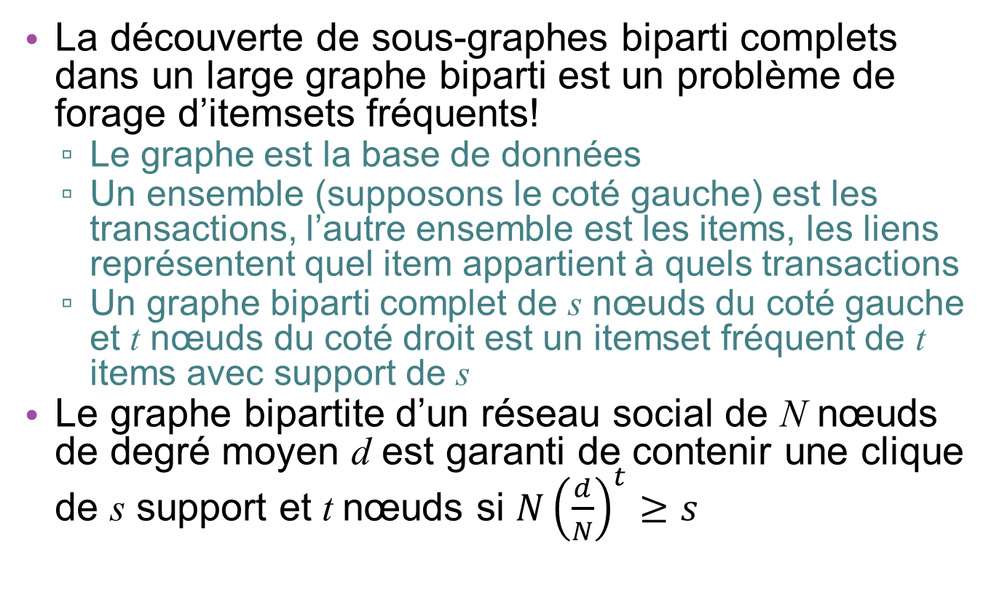 • La découverte de sous-graphes biparti complets
dans un large graphe biparti est un problème de
forage d’itemsets fréquents!
▫ Le graphe est la base de données
▫ Un ensemble (supposons le coté gauche) est les
transactions, l’autre ensemble est les items, les liens
représentent quel item appartient à quels transactions
▫ Un graphe biparti complet de s nœuds du coté gauche
et t nœuds du coté droit est un itemset fréquent de t
items avec support de s
• Le graphe bipartite d’un réseau social de N nœuds
de degré moyen d est garanti de contenir une clique
de s support et t nœuds si N (d/N)^t ≥ s